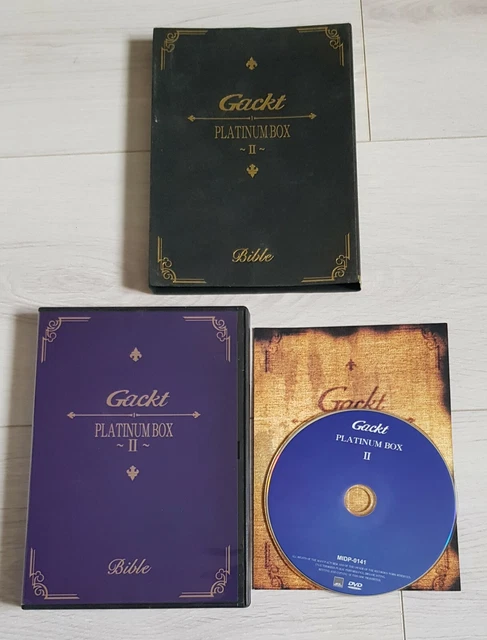 Gackt
PLATINUM BOX
~ II ~
Bible
Gackt
PLATINUM BOX
~ II ~
Bible
Gackt
Gackt
PLATINUM BOX
II
MIDP-0141
DVD